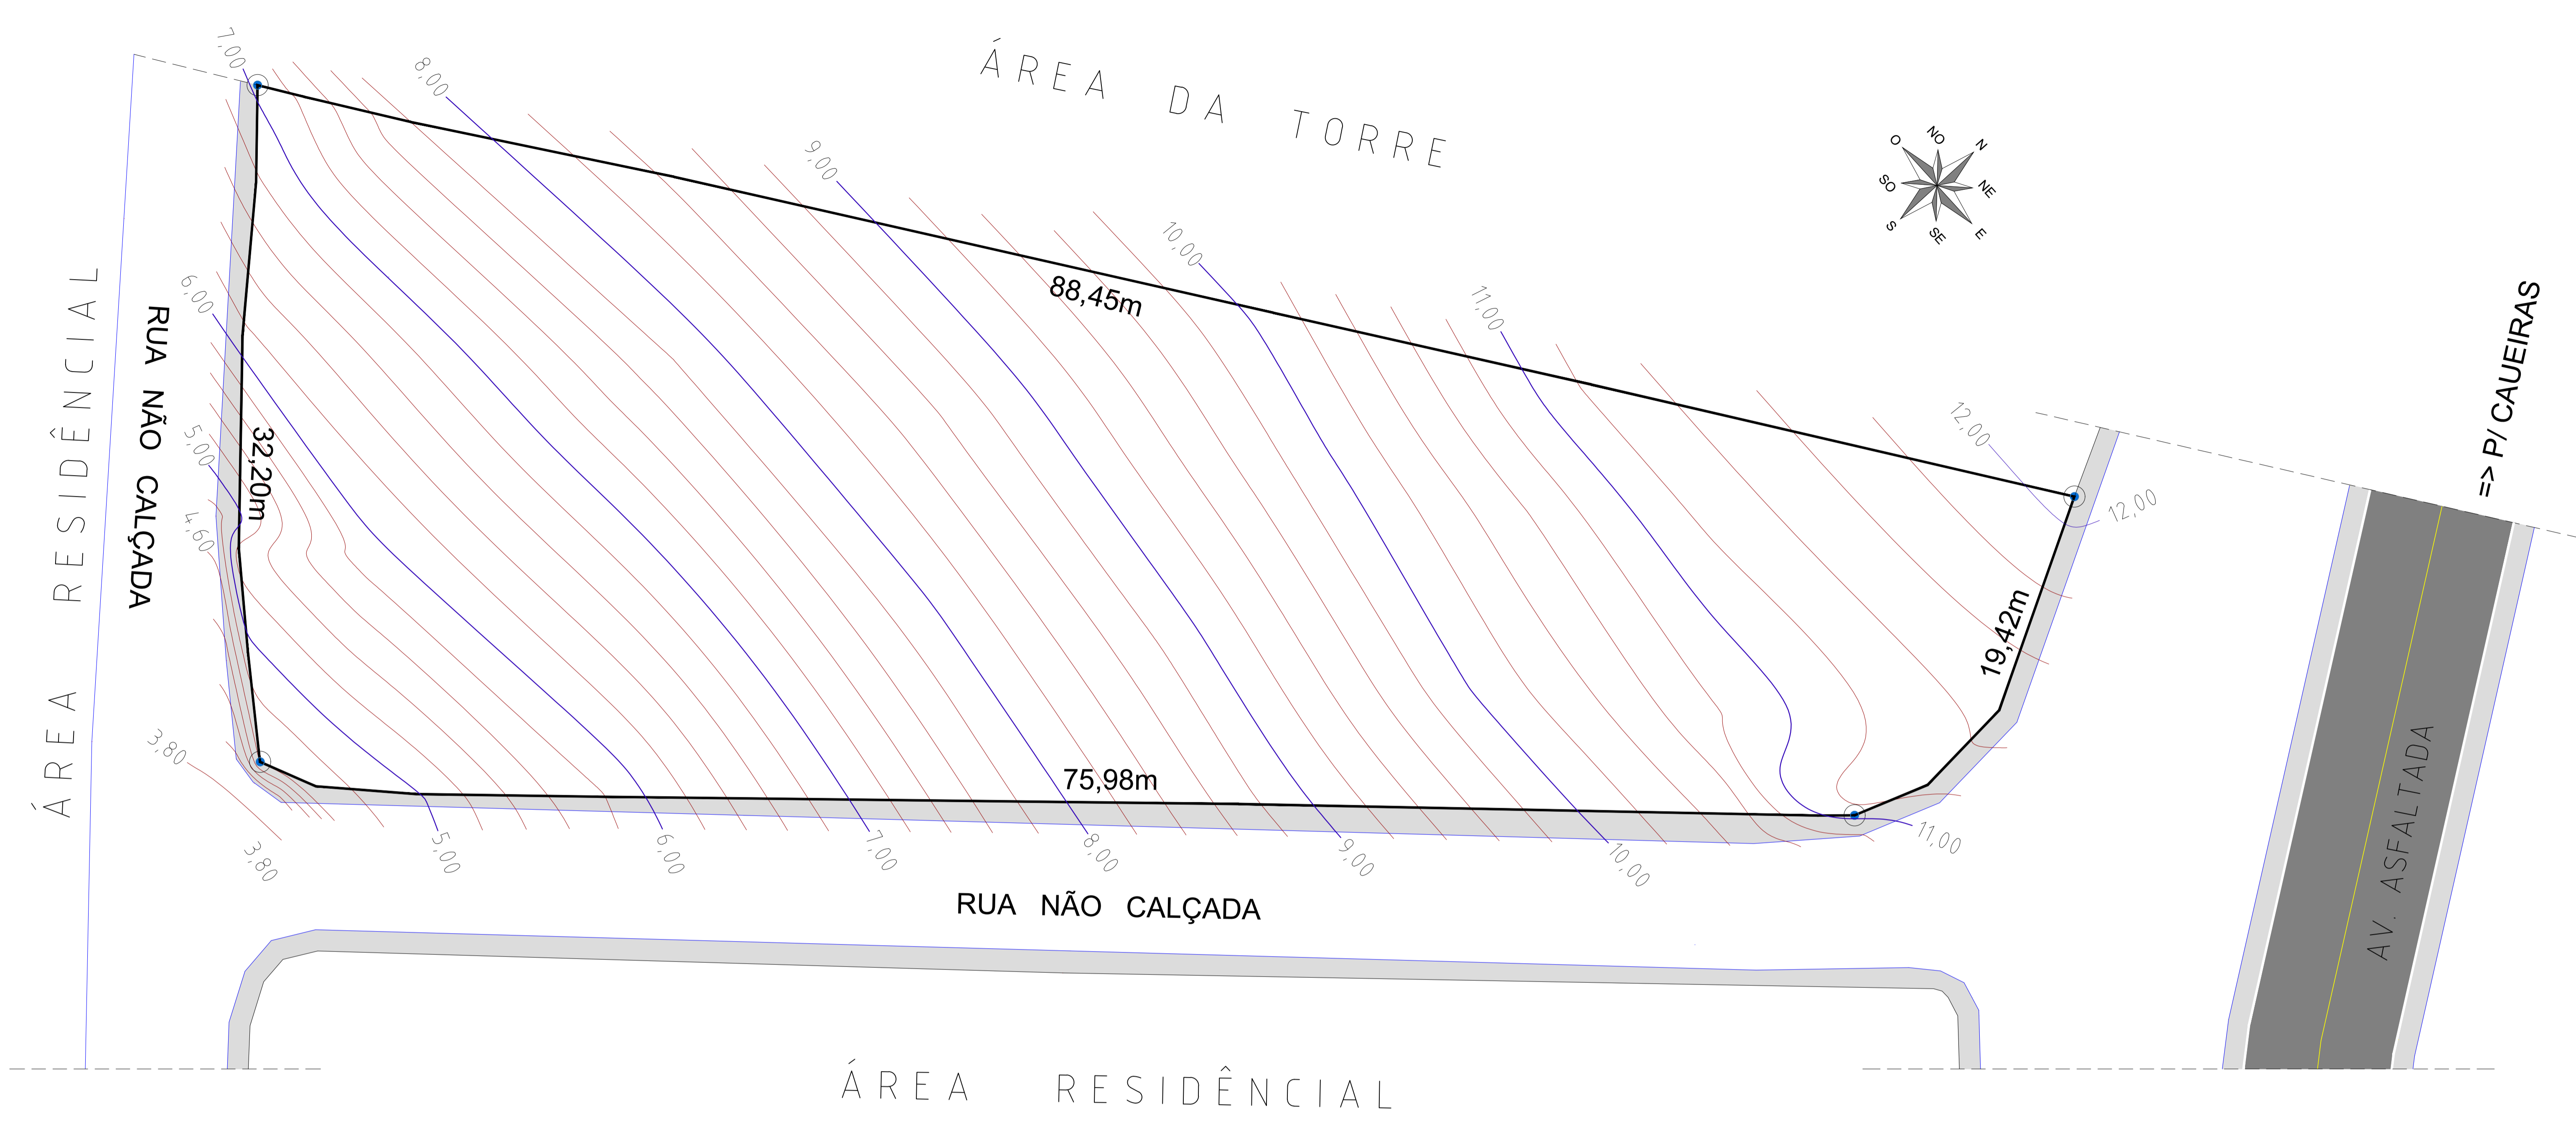 7,00
8,00
ÁREA DA TORRE
9,00
10,00
11,00
12,00
12,00
O
NO
N
SO
NE
S
SE
E
=> P/ CAUEIRAS
88,45m
6,00
5,00
4,60
3,80
3,80
ÁREA RESIDÊNCIAL
RUA NÃO CALÇADA
32,20m
19,42m
75,98m
5,00
6,00
7,00
8,00
9,00
10,00
11,00
AV. ASFALTADA
RUA NÃO CALÇADA
ÁREA RESIDÊNCIAL